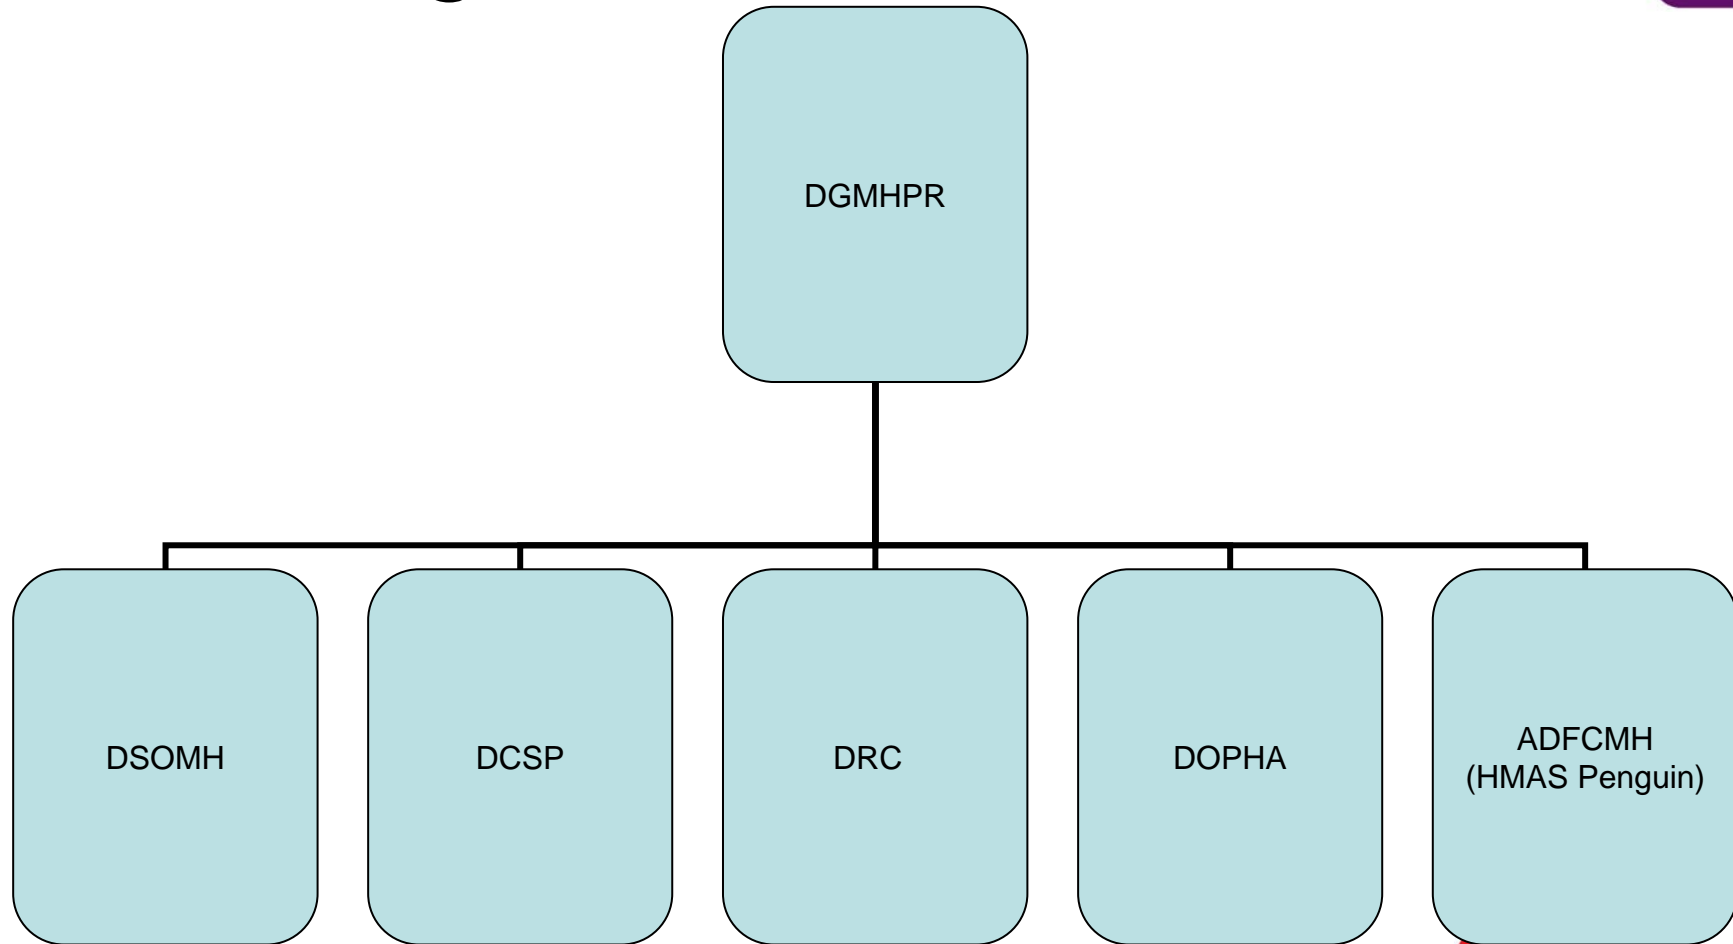 DGMHPR
DSOMH
DCSP
DRC
DOPHA
ADFCMH
(HMAS Penguin)